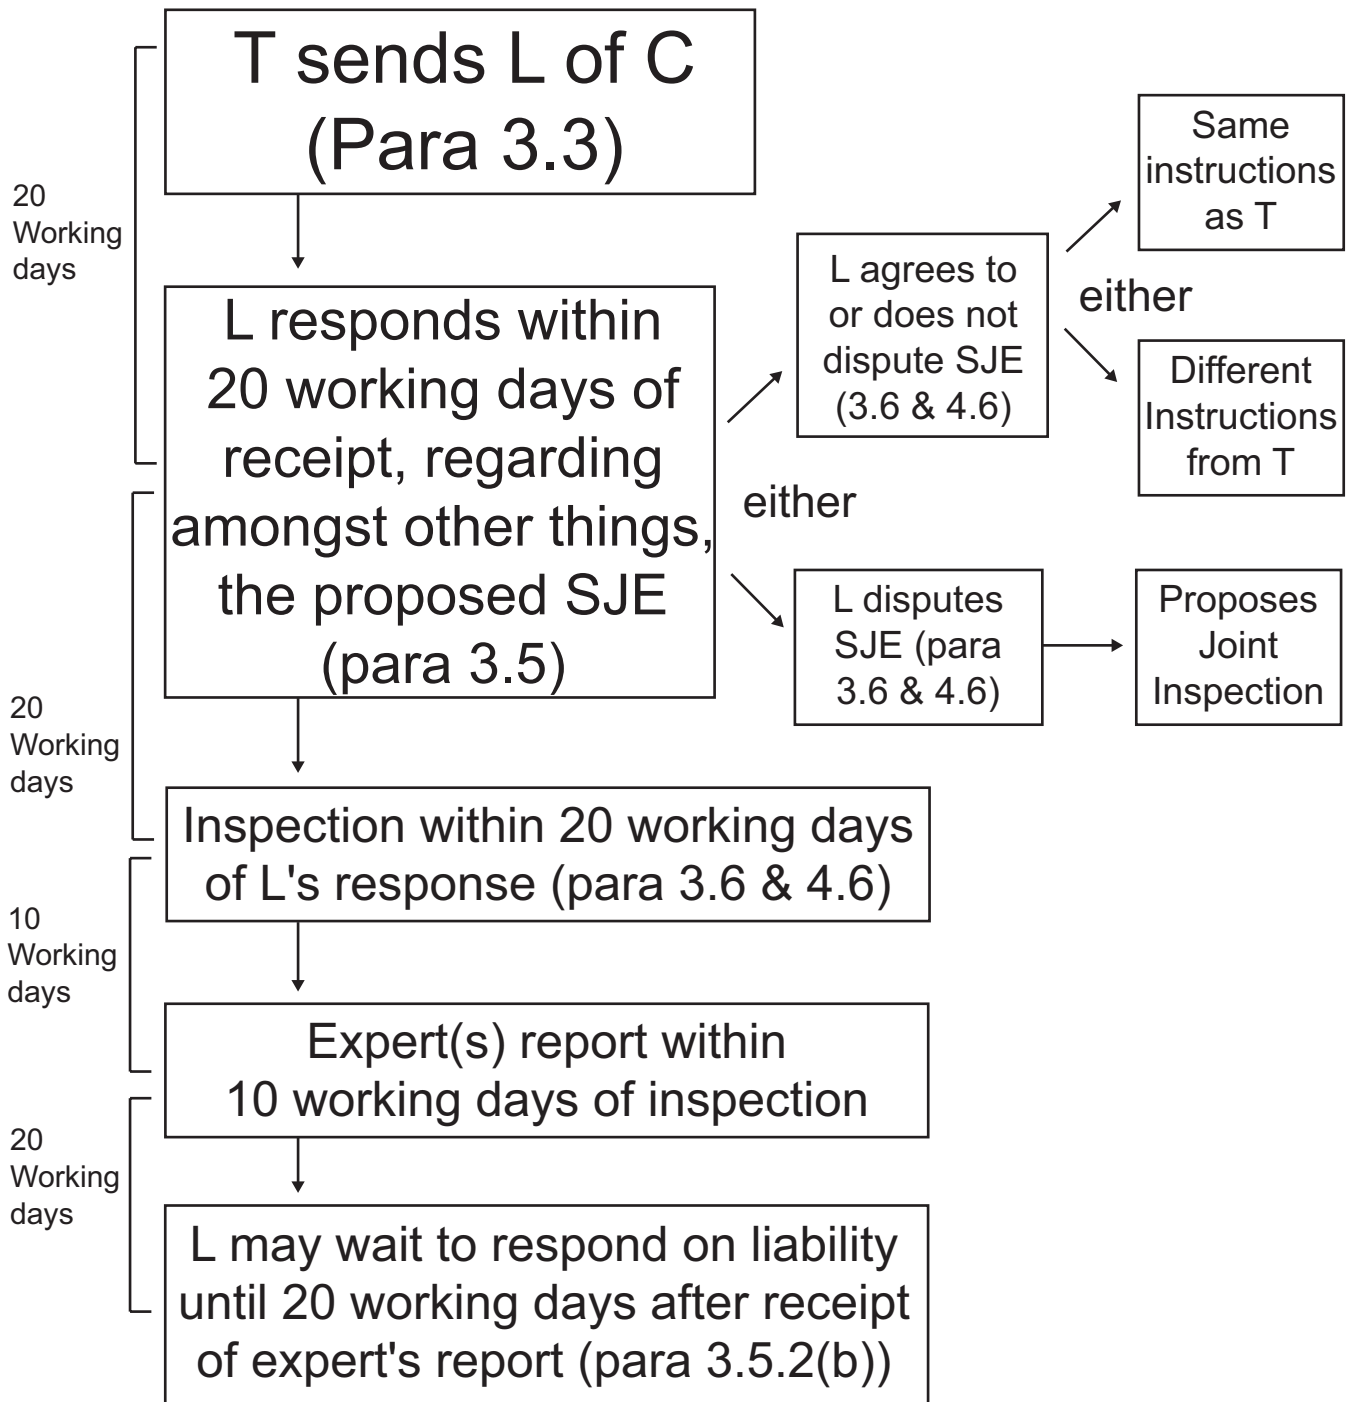 T sends L of C
(Para 3.3)
20
Working
days
L responds within
20 working days of
receipt, regarding
amongst other things,
the proposed SJE
(para 3.5)
either
L agrees to
or does not
dispute SJE
(3.6 & 4.6)
either
Same
instructions
as T
Different
Instructions
from T
L disputes
SJE (para
3.6 & 4.6)
Proposes
Joint
Inspection
20
Working
days
Inspection within 20 working days
of L's response (para 3.6 & 4.6)
10
Working
days
Expert(s) report within
10 working days of inspection
20
Working
days
L may wait to respond on liability
until 20 working days after receipt
of expert's report (para 3.5.2(b))